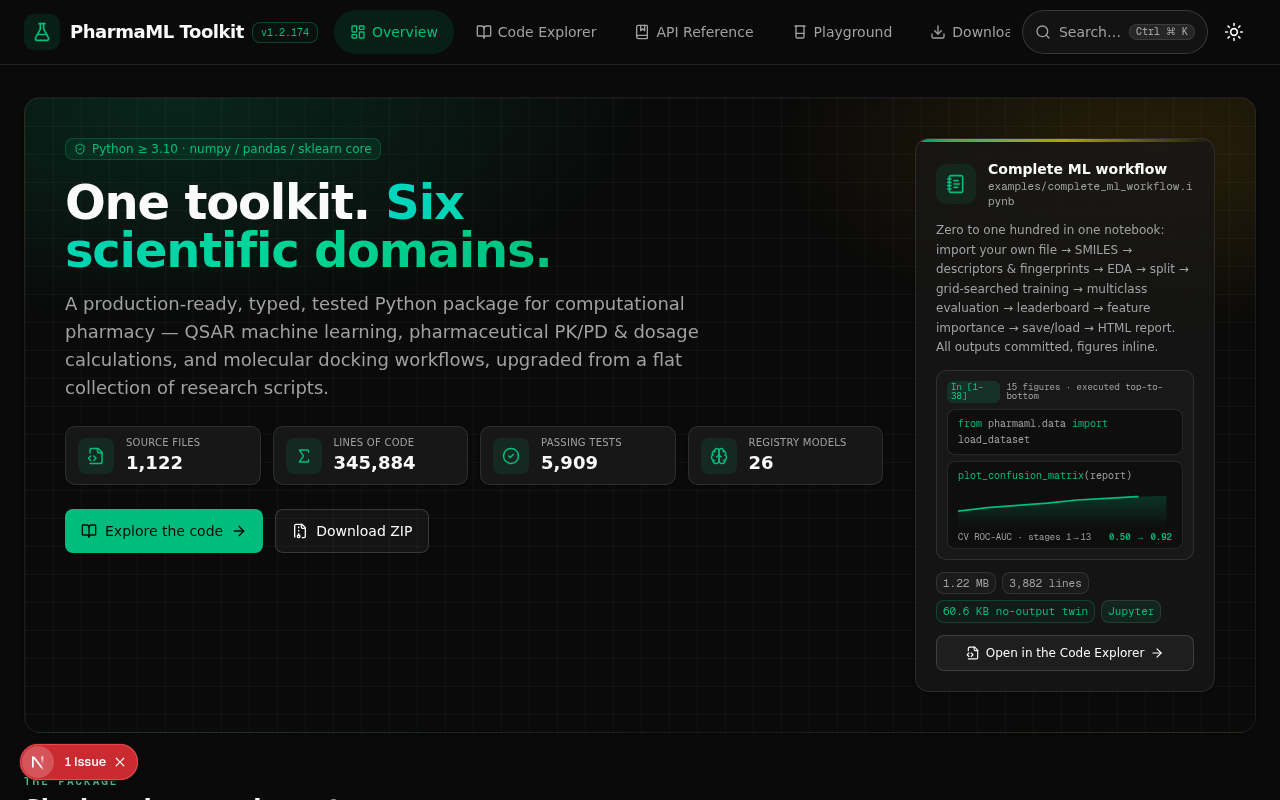 PharmaML Toolkit v1.2.174 Overview Code Explorer API Reference Playground Downloa Search... Ctrl ⌘ K
Python ≥ 3.10 · numpy / pandas / sklearn core
One toolkit. Six
scientific domains.
A production-ready, typed, tested Python package for computational
pharmacy — QSAR machine learning, pharmaceutical PK/PD & dosage
calculations, and molecular docking workflows, upgraded from a flat
collection of research scripts.
SOURCE FILES
1,122
LINES OF CODE
345,884
PASSING TESTS
5,909
REGISTRY MODELS
26
Explore the code →
Download ZIP
Complete ML workflow
examples/complete_ml_workflow.i
pynb
Zero to one hundred in one notebook:
import your own file → SMILES →
descriptors & fingerprints → EDA → split →
grid-searched training → multiclass
evaluation → leaderboard → feature
importance → save/load → HTML report.
All outputs committed, figures inline.
In [1–
38]
15 figures · executed top-to-
bottom
from pharmaml.data import
load_dataset
plot_confusion_matrix(report)
CV ROC-AUC · stages 1→13 0.50 → 0.92
1.22 MB 3,882 lines
60.6 KB no-output twin Jupyter
Open in the Code Explorer →
N 1 Issue
THE PACKAGE